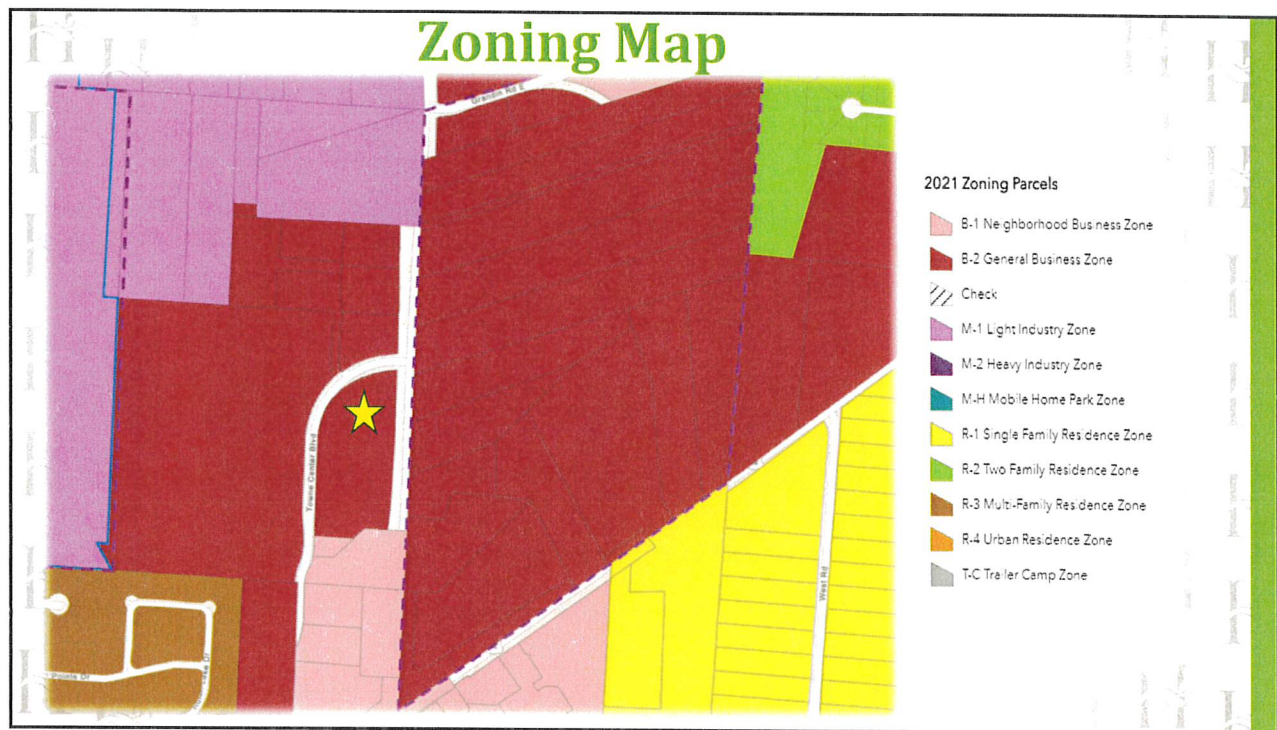 Zoning Map
Grandin Rd E
Towne Center Blvd
West Rd
Pointe Dr
2021 Zoning Parcels
B-1 Neighborhood Business Zone
B-2 General Business Zone
Check
M-1 Light Industry Zone
M-2 Heavy Industry Zone
M-H Mobile Home Park Zone
R-1 Single Family Residence Zone
R-2 Two Family Residence Zone
R-3 Multi-Family Residence Zone
R-4 Urban Residence Zone
T-C Trailer Camp Zone